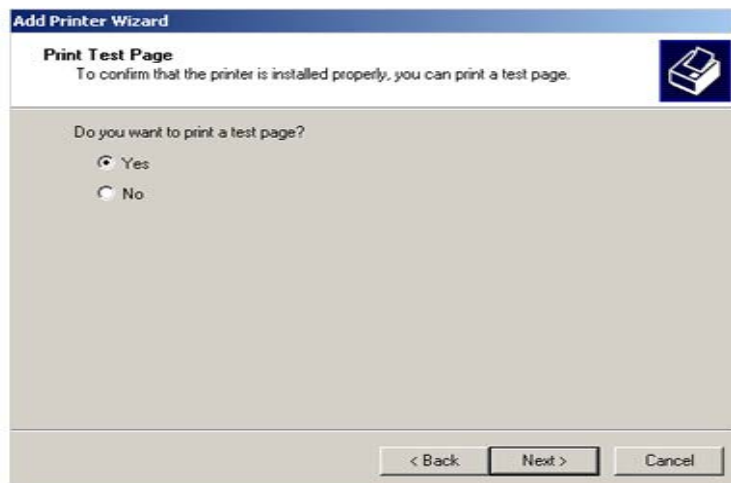 Add Printer Wizard
Print Test Page
To confirm that the printer is installed properly, you can print a test page.
Do you want to print a test page?
Yes
No
< Back Next > Cancel